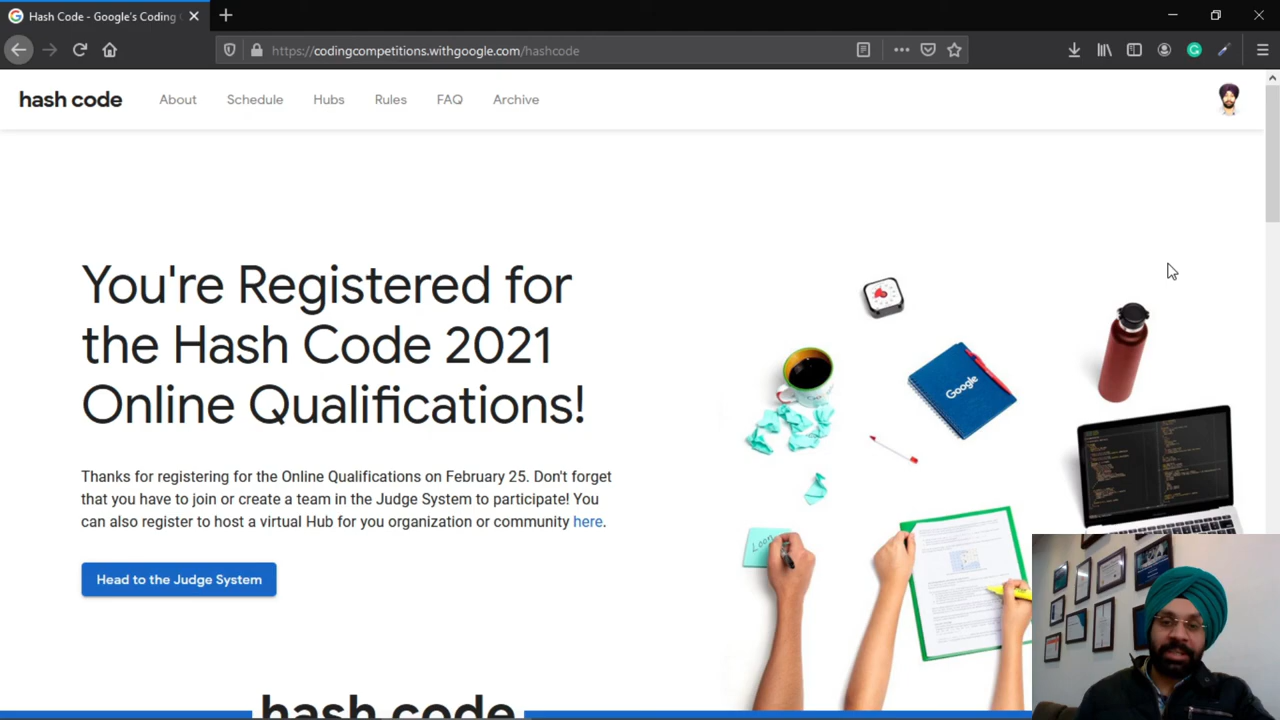 Hash Code - Google's Coding
https://codingcompetitions.withgoogle.com/hashcode
hash code About Schedule Hubs Rules FAQ Archive
You're Registered for
the Hash Code 2021
Online Qualifications!
Thanks for registering for the Online Qualifications on February 25. Don't forget
that you have to join or create a team in the Judge System to participate! You
can also register to host a virtual Hub for you organization or community here.
Head to the Judge System
Google
hash code